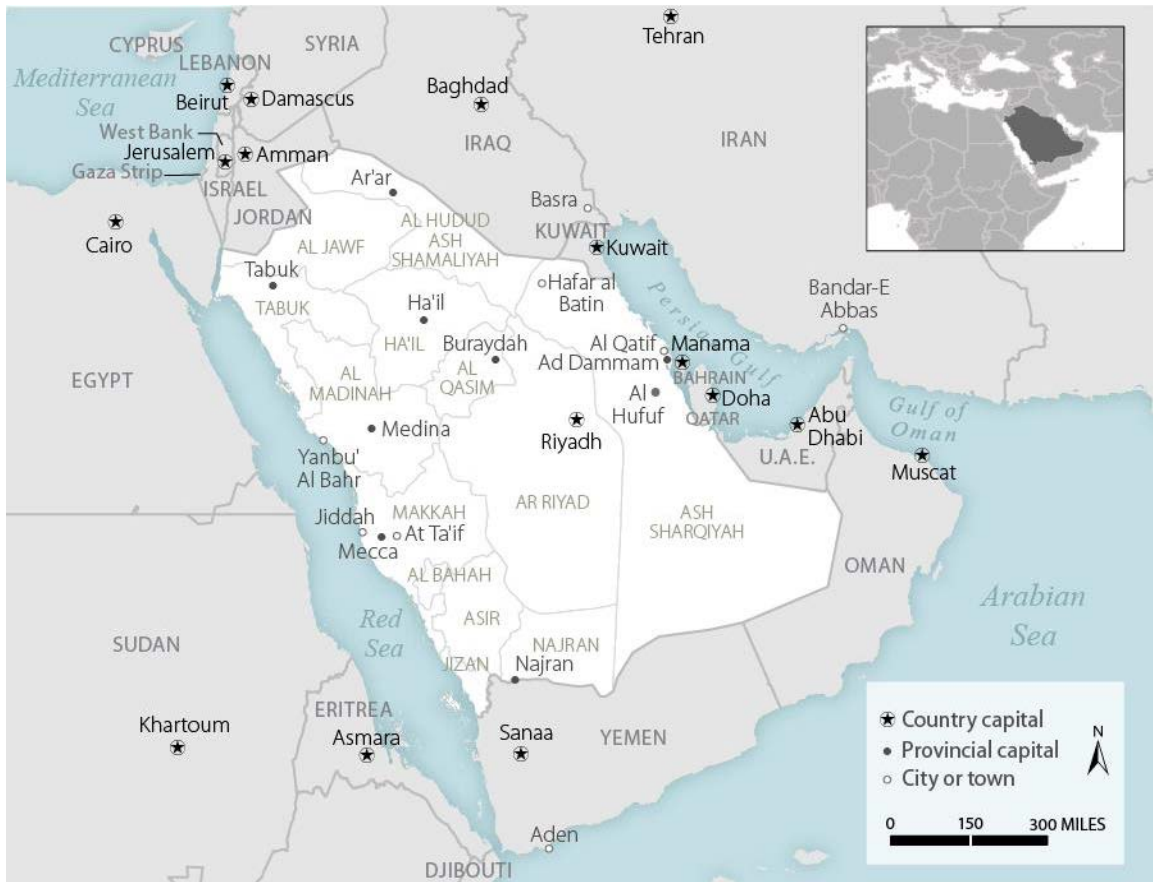 CYPRUS
SYRIA
Tehran
LEBANON
Mediterranean
Sea
Beirut
Damascus
Baghdad
West Bank
Jerusalem
Amman
IRAQ
IRAN
Gaza Strip
ISRAEL
Ar'ar
Basra
JORDAN
AL HUDUD
ASH
SHAMALIYAH
KUWAIT
Cairo
AL JAWF
Kuwait
Tabuk
Hafar al
Batin
Bandar-E
Abbas
TABUK
Ha'il
Persian Gulf
HA'IL
Buraydah
Al Qatif
Manama
Ad Dammam
AL
MADINAH
AL
QASIM
BAHRAIN
EGYPT
Al
Hufuf
Doha
QATAR
Abu
Dhabi
Gulf of
Oman
Medina
Riyadh
Yanbu'
Al Bahr
U.A.E.
Muscat
AR RIYAD
ASH
SHARQIYAH
Jiddah
MAKKAH
At Ta'if
Mecca
AL BAHAH
OMAN
Arabian
Sea
Red
Sea
ASIR
SUDAN
NAJRAN
JIZAN
Najran
ERITREA
Khartoum
Asmara
Sanaa
YEMEN
Aden
DJIBOUTI
Country capital
Provincial capital
City or town
N
0 150 300 MILES